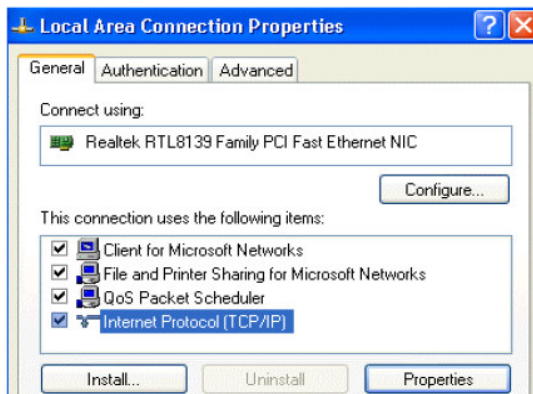 Local Area Connection Properties
General Authentication Advanced
Connect using:
Realtek RTL8139 Family PCI Fast Ethernet NIC
Configure...
This connection uses the following items:
Client for Microsoft Networks
File and Printer Sharing for Microsoft Networks
QoS Packet Scheduler
Internet Protocol (TCP/IP)
Install... Uninstall Properties